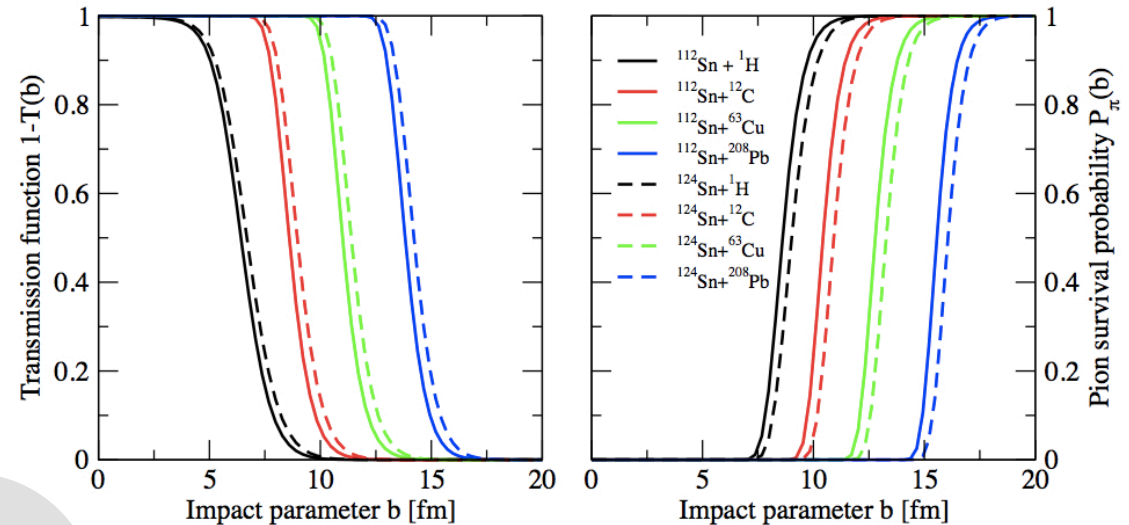 Transmission function 1-T(b)
1
0.8
0.6
0.4
0.2
0
0
5
10
15
20
Impact parameter b [fm]
¹¹²Sn + ¹H
¹¹²Sn+¹²C
¹¹²Sn+⁶³Cu
¹¹²Sn+²⁰⁸Pb
¹²⁴Sn+¹H
¹²⁴Sn+¹²C
¹²⁴Sn+⁶³Cu
¹²⁴Sn+²⁰⁸Pb
0
5
10
15
20
Impact parameter b [fm]
1
0.8
0.6
0.4
0.2
0
Pion survival probability Pπ(b)